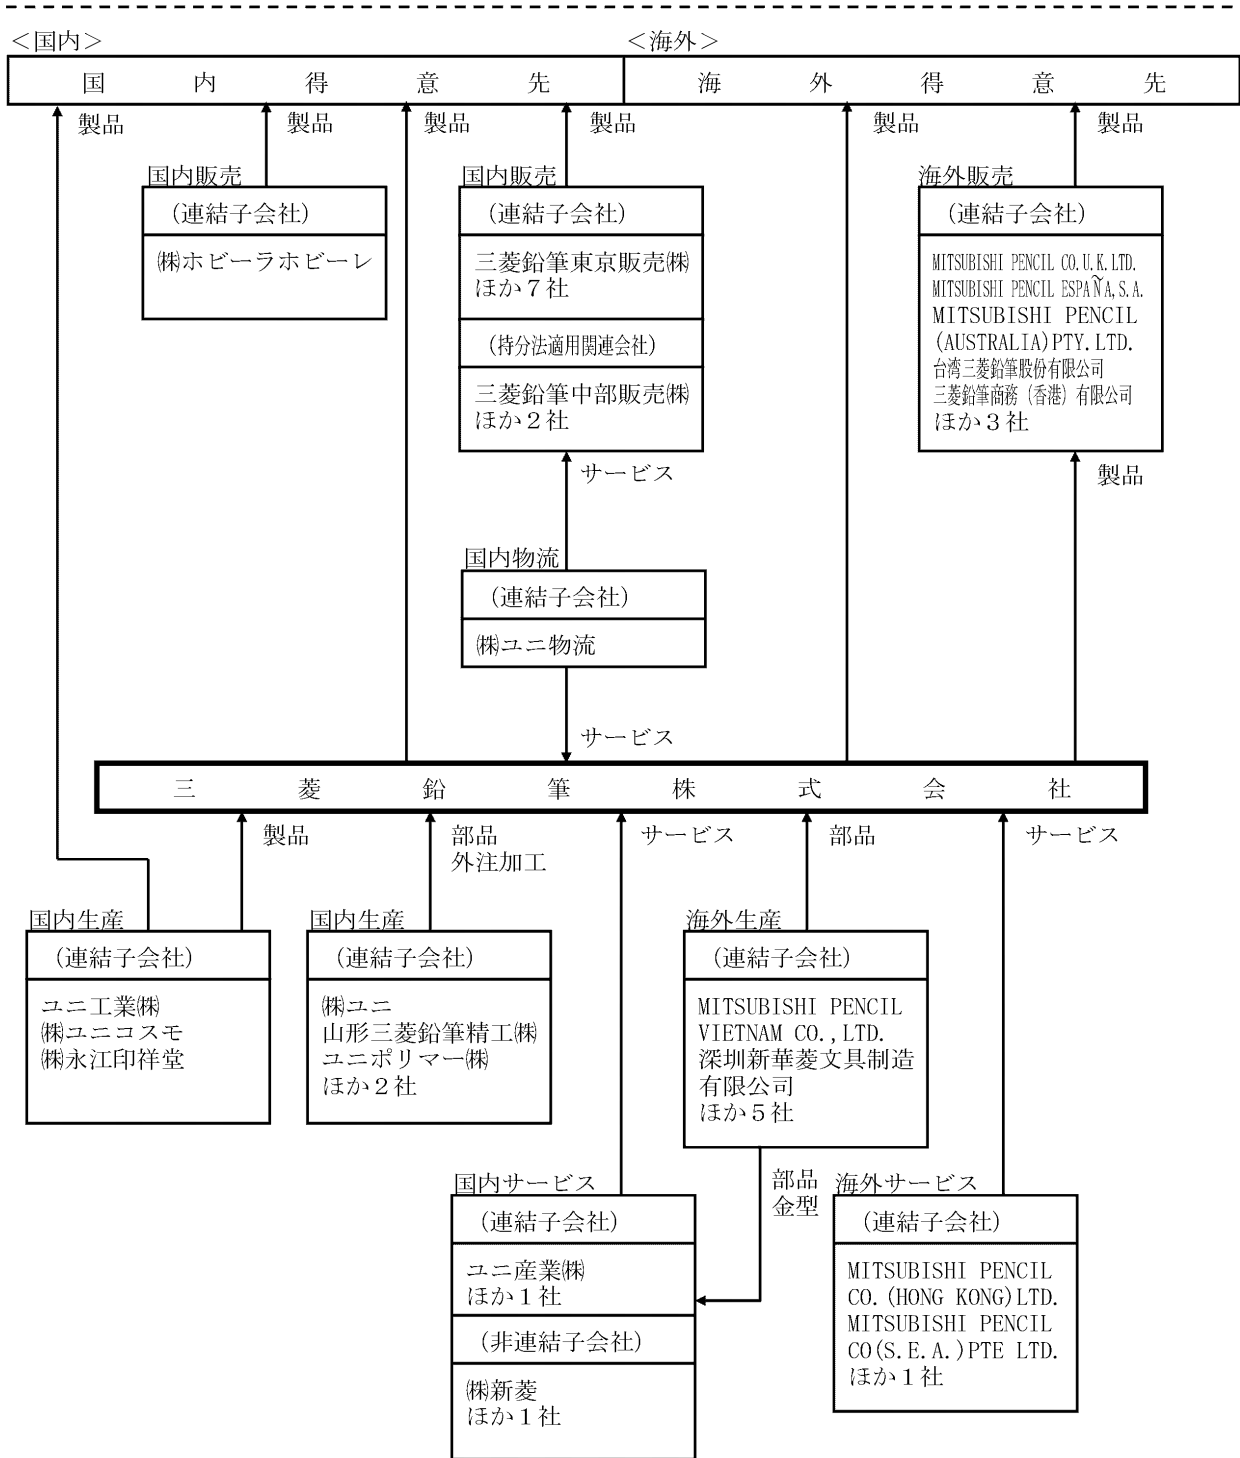 ＜国内＞
＜海外＞
国内得意先
海外得意先
製品
製品
製品
製品
製品
製品
国内販売
(連結子会社)
㈱ホビーラホビーレ
国内販売
(連結子会社)
三菱鉛筆東京販売㈱
ほか７社
(持分法適用関連会社)
三菱鉛筆中部販売㈱
ほか２社
海外販売
(連結子会社)
MITSUBISHI PENCIL CO.U.K.LTD.
MITSUBISHI PENCIL ESPAÑA,S.A.
MITSUBISHI PENCIL
(AUSTRALIA)PTY.LTD.
台湾三菱鉛筆股份有限公司
三菱鉛筆商務（香港）有限公司
ほか３社
サービス
製品
国内物流
(連結子会社)
㈱ユニ物流
サービス
三菱鉛筆株式会社
製品
部品
外注加工
サービス
部品
サービス
国内生産
(連結子会社)
ユニ工業㈱
㈱ユニコスモ
㈱永江印祥堂
国内生産
(連結子会社)
㈱ユニ
山形三菱鉛筆精工㈱
ユニポリマー㈱
ほか２社
海外生産
(連結子会社)
MITSUBISHI PENCIL
VIETNAM CO.,LTD.
深圳新華菱文具制造
有限公司
ほか５社
部品
金型
国内サービス
(連結子会社)
ユニ産業㈱
ほか１社
(非連結子会社)
㈱新菱
ほか１社
海外サービス
(連結子会社)
MITSUBISHI PENCIL
CO.(HONG KONG)LTD.
MITSUBISHI PENCIL
CO(S.E.A.)PTE LTD.
ほか１社